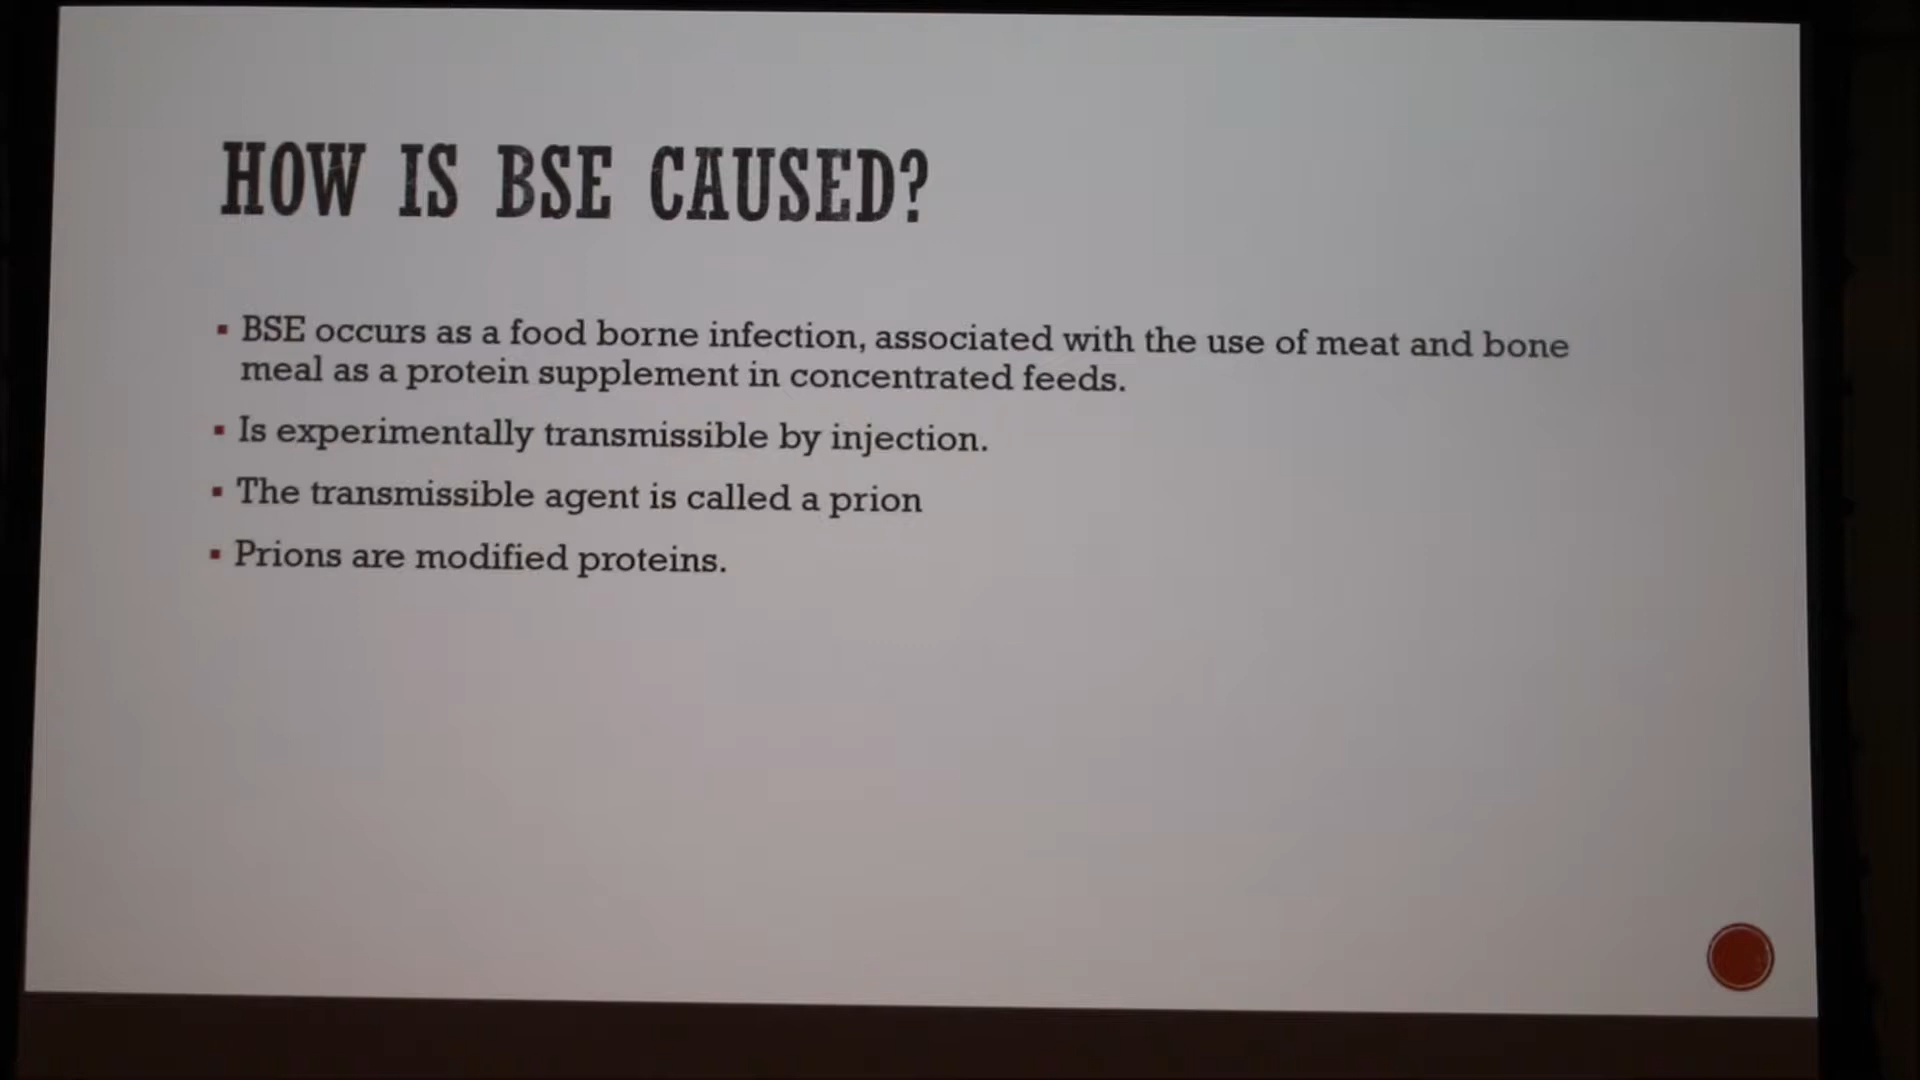 HOW IS BSE CAUSED?
▪ BSE occurs as a food borne infection, associated with the use of meat and bone
meal as a protein supplement in concentrated feeds.
▪ Is experimentally transmissible by injection.
▪ The transmissible agent is called a prion
▪ Prions are modified proteins.